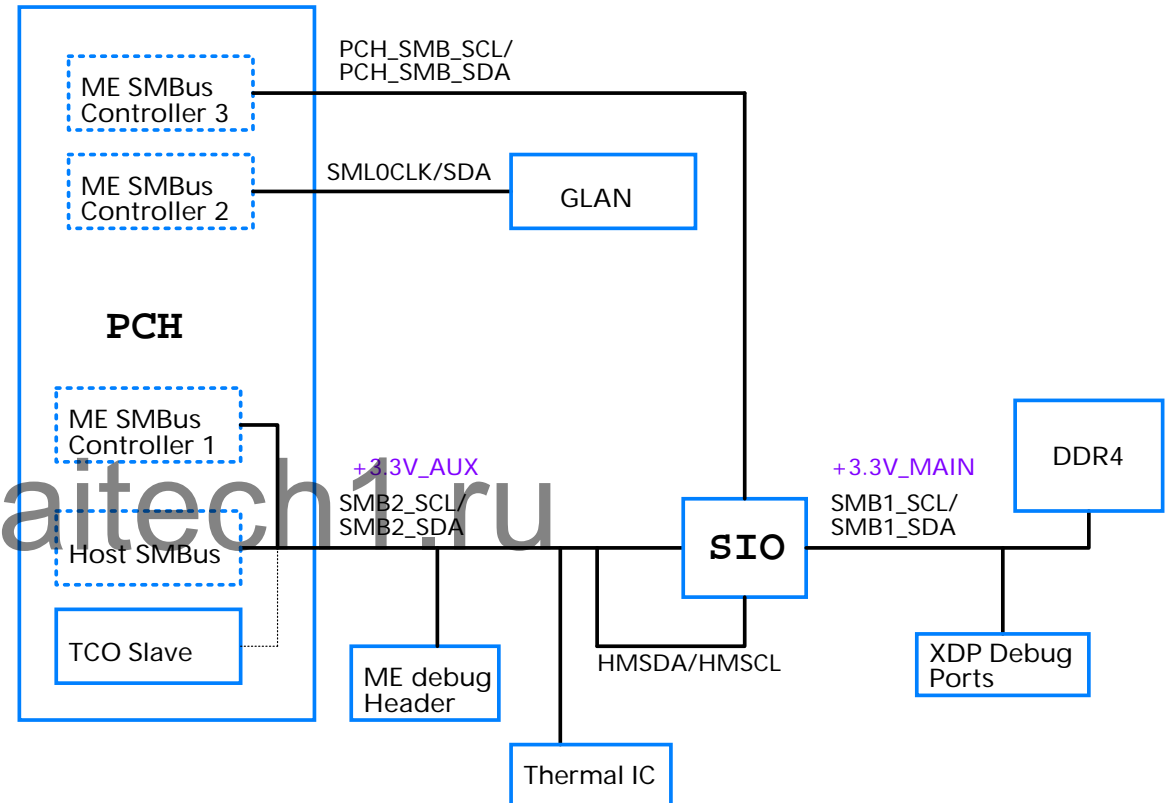 PCH_SMB_SCL/
PCH_SMB_SDA
ME SMBus
Controller 3
SML0CLK/SDA
ME SMBus
Controller 2
GLAN
PCH
ME SMBus
Controller 1
+3.3V_AUX
+3.3V_MAIN
DDR4
SMB2_SCL/
SMB2_SDA
SMB1_SCL/
SMB1_SDA
aitech1.ru
Host SMBus
SIO
TCO Slave
HMSDA/HMSCL
ME debug
Header
XDP Debug
Ports
Thermal IC